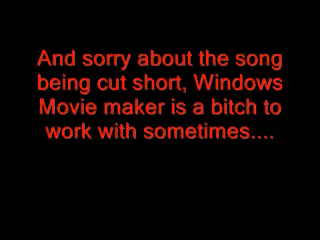 And sorry about the song
being cut short, Windows
Movie maker is a bitch to
work with sometimes....